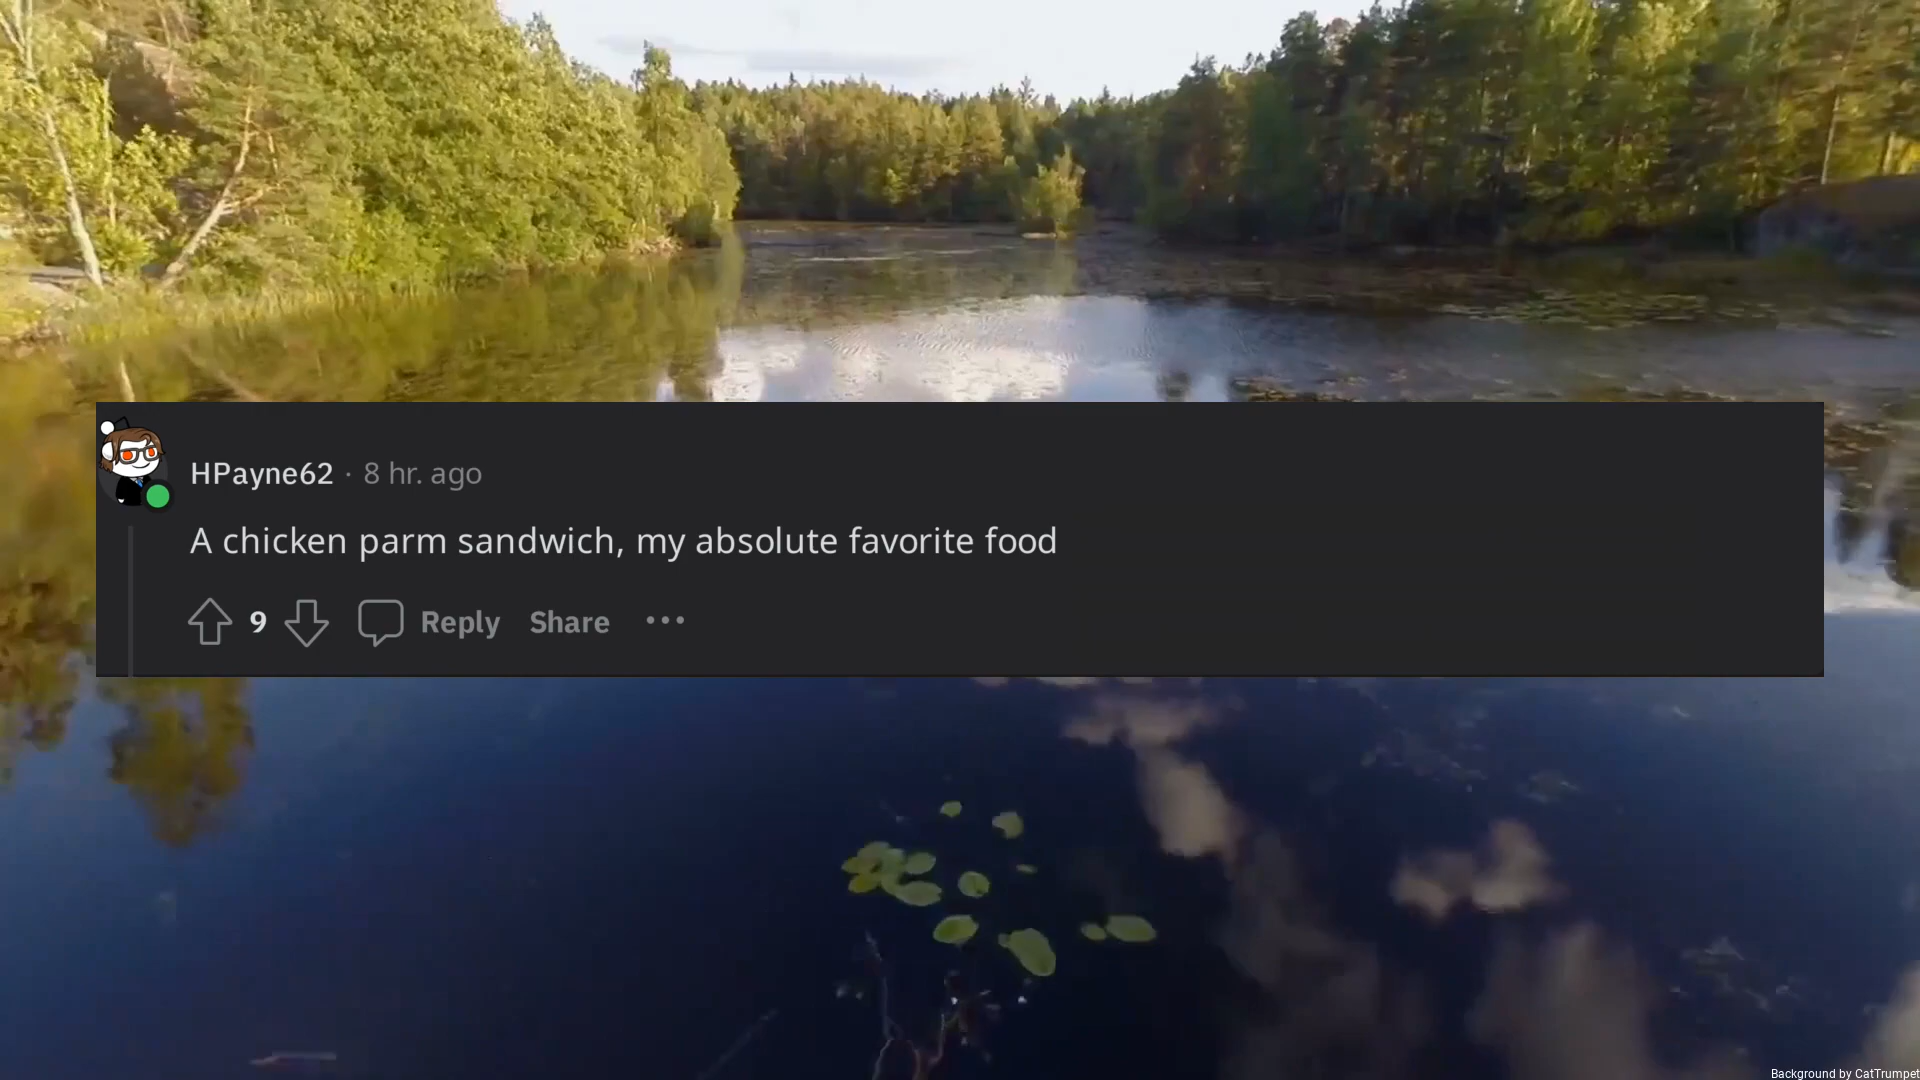 HPayne62 · 8 hr. ago
A chicken parm sandwich, my absolute favorite food
9 Reply Share ···
Background by CatTrumpet